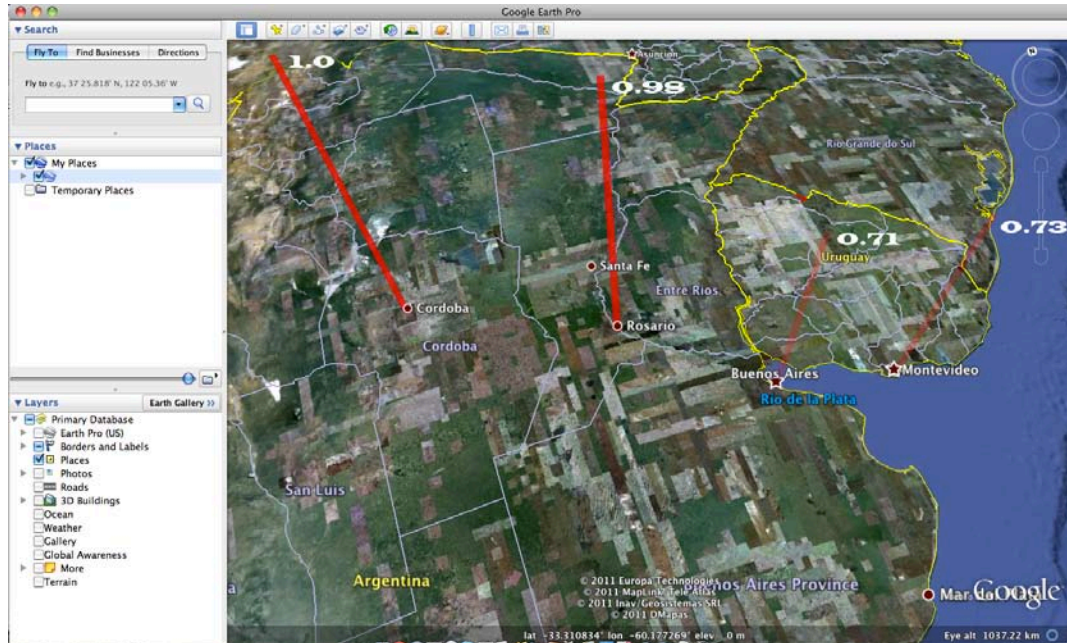 Google Earth Pro
Search
Fly To Find Businesses Directions
Fly to e.g., 37 25.818' N, 122 05.36' W
Places
My Places
Temporary Places
Layers
Earth Gallery >>
Primary Database
Earth Pro (US)
Borders and Labels
Places
Photos
Roads
3D Buildings
Ocean
Weather
Gallery
Global Awareness
More
Terrain
1.0
Asuncion
0.98
Rio Grande do Sul
0.73
0.71
Uruguay
Santa Fe
Entre Rios
Cordoba
Rosario
Cordoba
Buenos Aires
Montevideo
Rio de la Plata
San Luis
Argentina
© 2011 Europa Technologies
Buenos Aires Province
© 2011 MapLink/Tele Atlas
© 2011 Inav/Geosistemas SRL
© 2011 DMapas
Mar del Plata
Google
lat -33.310834° lon -60.177269° elev 0 m
Eye alt 1037.22 km